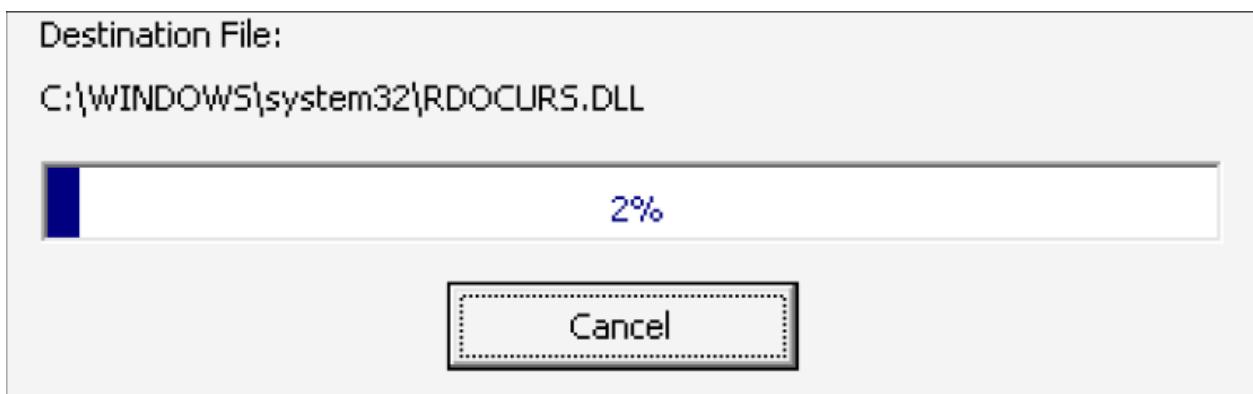 Destination File:
C:\WINDOWS\system32\RDOCURS.DLL
2%
Cancel